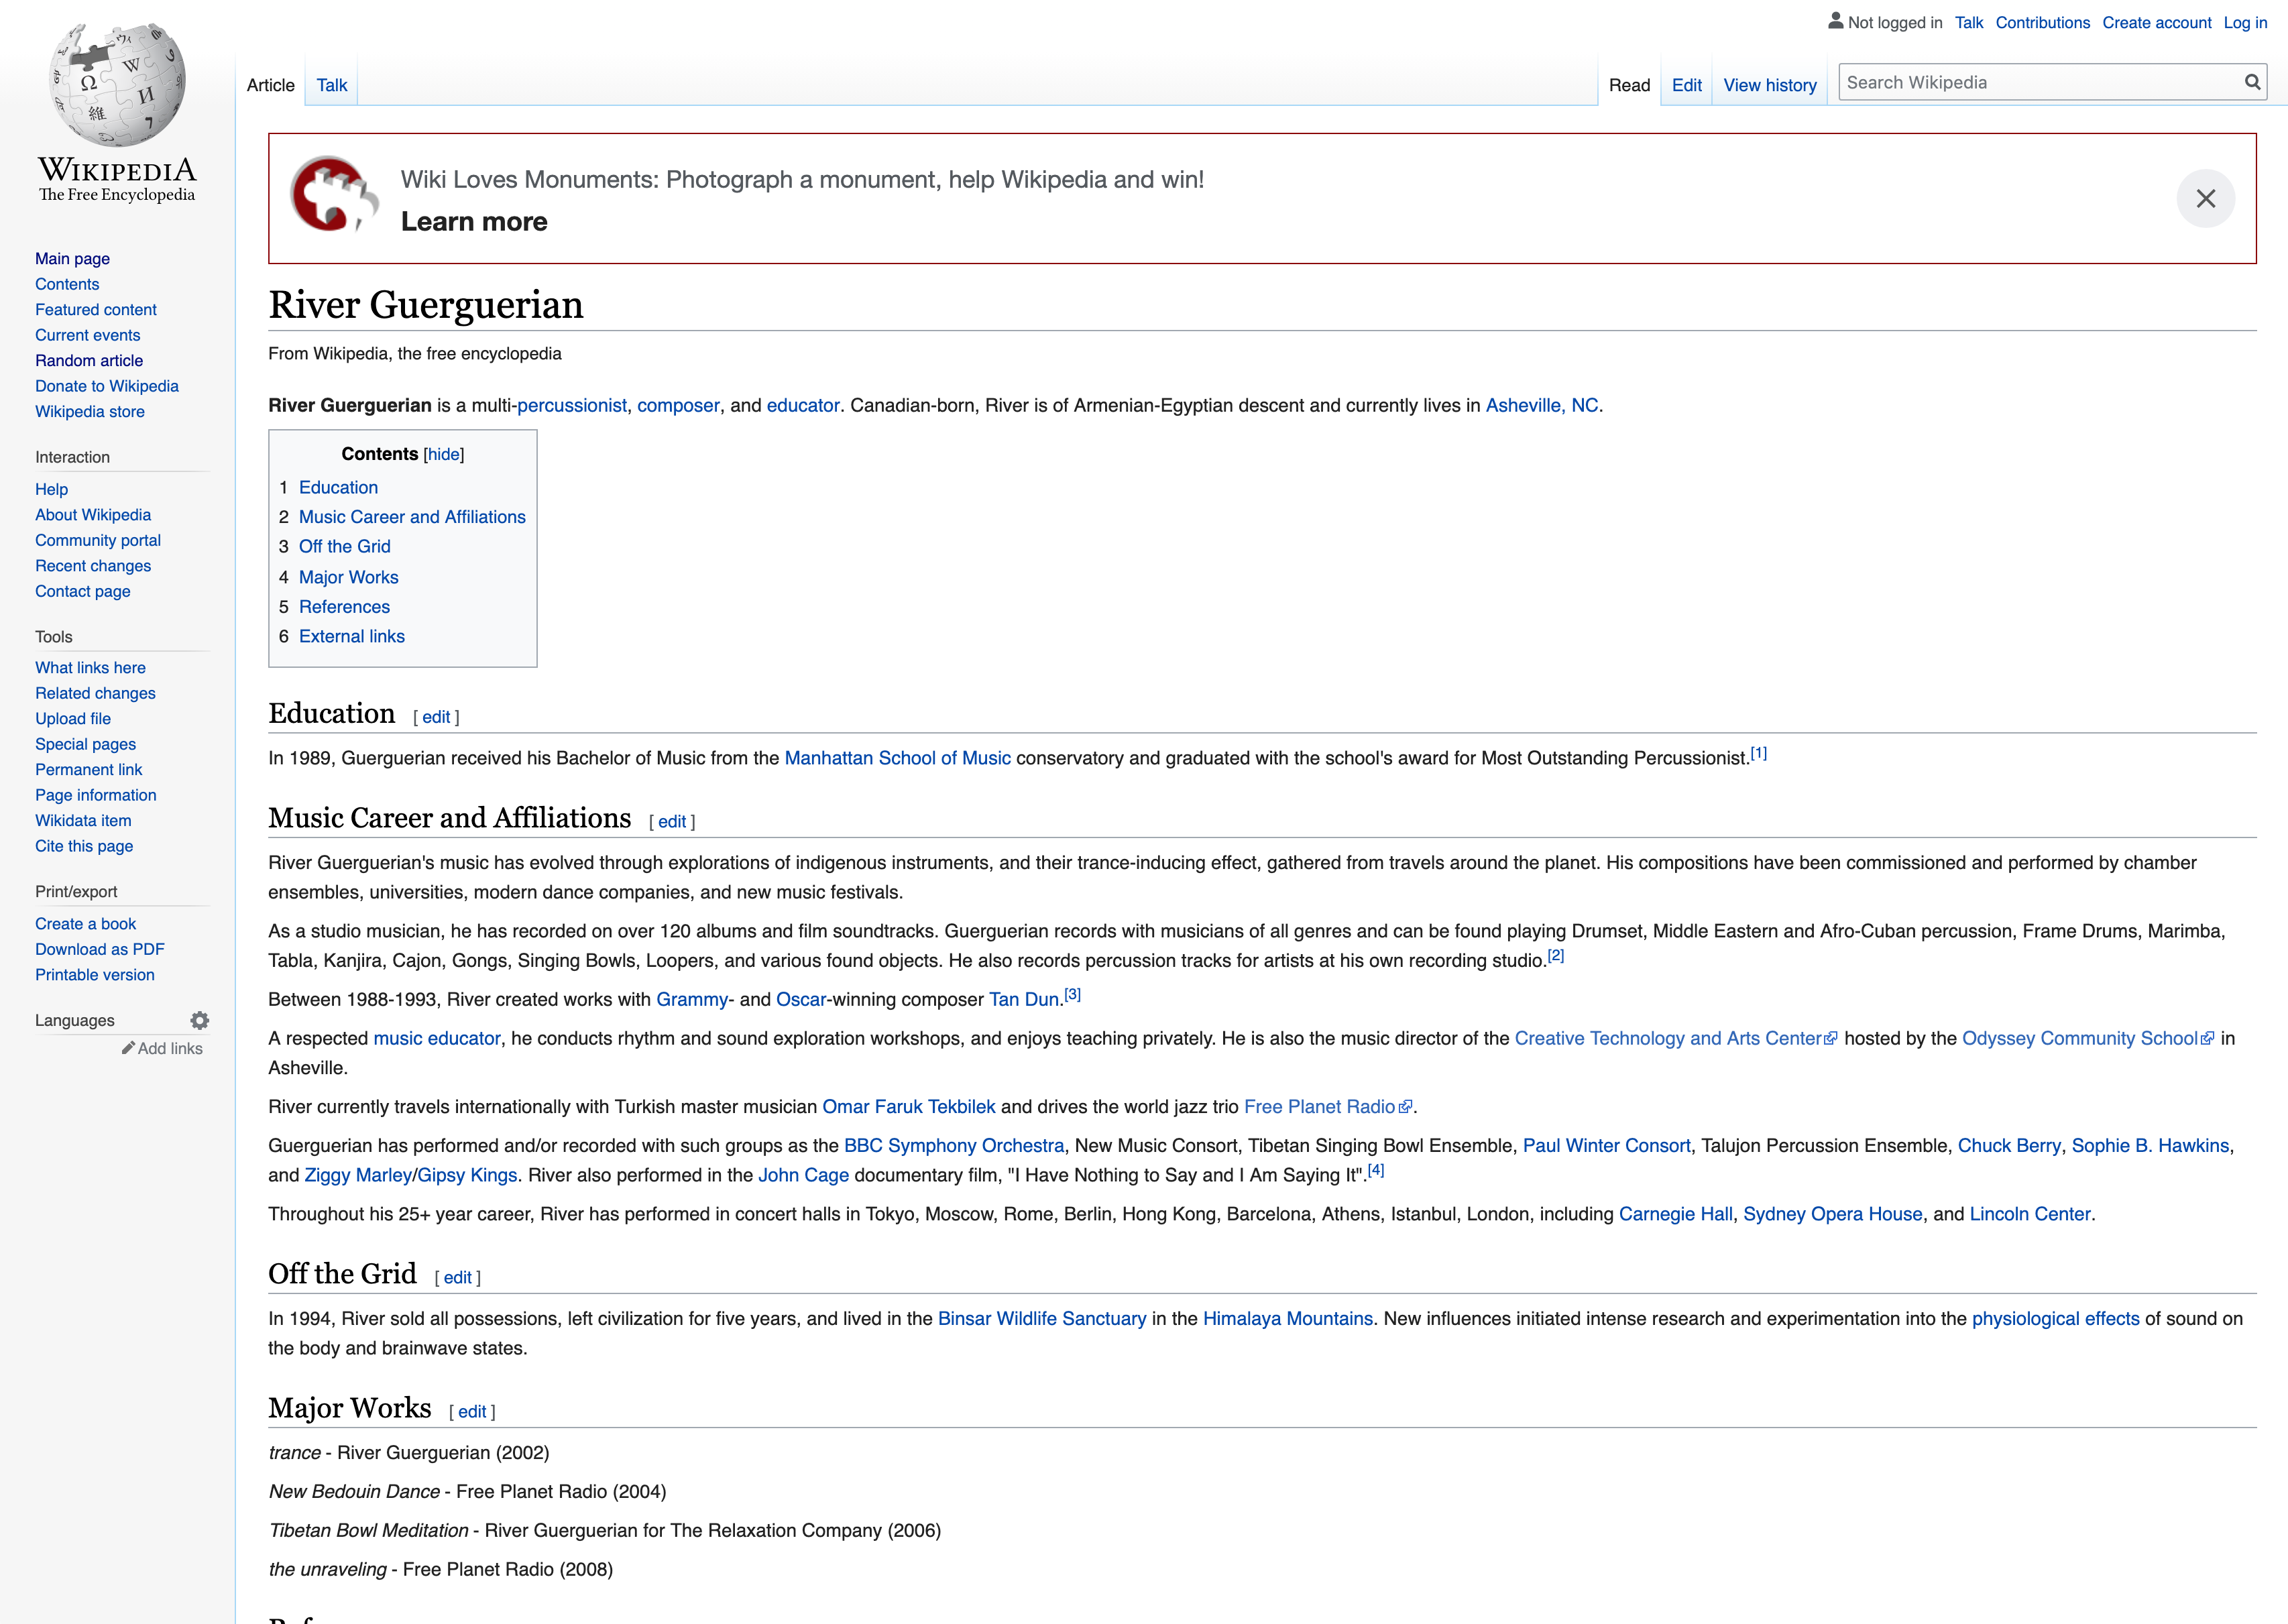 Not logged in Talk Contributions Create account Log in
Article Talk Read Edit View history Search Wikipedia
WIKIPEDIA
The Free Encyclopedia
Main page
Contents
Featured content
Current events
Random article
Donate to Wikipedia
Wikipedia store
Interaction
Help
About Wikipedia
Community portal
Recent changes
Contact page
Tools
What links here
Related changes
Upload file
Special pages
Permanent link
Page information
Wikidata item
Cite this page
Print/export
Create a book
Download as PDF
Printable version
Languages
Add links
Wiki Loves Monuments: Photograph a monument, help Wikipedia and win!
Learn more
River Guerguerian
From Wikipedia, the free encyclopedia
River Guerguerian is a multi-percussionist, composer, and educator. Canadian-born, River is of Armenian-Egyptian descent and currently lives in Asheville, NC.
Contents [hide]
1 Education
2 Music Career and Affiliations
3 Off the Grid
4 Major Works
5 References
6 External links
Education [ edit ]
In 1989, Guerguerian received his Bachelor of Music from the Manhattan School of Music conservatory and graduated with the school's award for Most Outstanding Percussionist.[1]
Music Career and Affiliations [ edit ]
River Guerguerian's music has evolved through explorations of indigenous instruments, and their trance-inducing effect, gathered from travels around the planet. His compositions have been commissioned and performed by chamber
ensembles, universities, modern dance companies, and new music festivals.
As a studio musician, he has recorded on over 120 albums and film soundtracks. Guerguerian records with musicians of all genres and can be found playing Drumset, Middle Eastern and Afro-Cuban percussion, Frame Drums, Marimba,
Tabla, Kanjira, Cajon, Gongs, Singing Bowls, Loopers, and various found objects. He also records percussion tracks for artists at his own recording studio.[2]
Between 1988-1993, River created works with Grammy- and Oscar-winning composer Tan Dun.[3]
A respected music educator, he conducts rhythm and sound exploration workshops, and enjoys teaching privately. He is also the music director of the Creative Technology and Arts Center hosted by the Odyssey Community School in
Asheville.
River currently travels internationally with Turkish master musician Omar Faruk Tekbilek and drives the world jazz trio Free Planet Radio.
Guerguerian has performed and/or recorded with such groups as the BBC Symphony Orchestra, New Music Consort, Tibetan Singing Bowl Ensemble, Paul Winter Consort, Talujon Percussion Ensemble, Chuck Berry, Sophie B. Hawkins,
and Ziggy Marley/Gipsy Kings. River also performed in the John Cage documentary film, "I Have Nothing to Say and I Am Saying It".[4]
Throughout his 25+ year career, River has performed in concert halls in Tokyo, Moscow, Rome, Berlin, Hong Kong, Barcelona, Athens, Istanbul, London, including Carnegie Hall, Sydney Opera House, and Lincoln Center.
Off the Grid [ edit ]
In 1994, River sold all possessions, left civilization for five years, and lived in the Binsar Wildlife Sanctuary in the Himalaya Mountains. New influences initiated intense research and experimentation into the physiological effects of sound on
the body and brainwave states.
Major Works [ edit ]
trance - River Guerguerian (2002)
New Bedouin Dance - Free Planet Radio (2004)
Tibetan Bowl Meditation - River Guerguerian for The Relaxation Company (2006)
the unraveling - Free Planet Radio (2008)